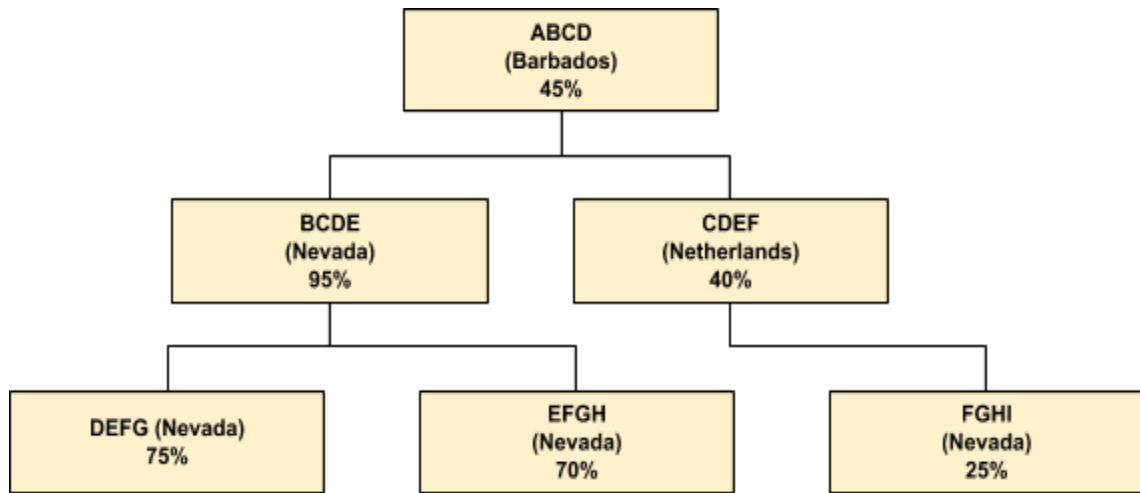 ABCD
(Barbados)
45%
BCDE
(Nevada)
95%
CDEF
(Netherlands)
40%
DEFG (Nevada)
75%
EFGH
(Nevada)
70%
FGHI
(Nevada)
25%